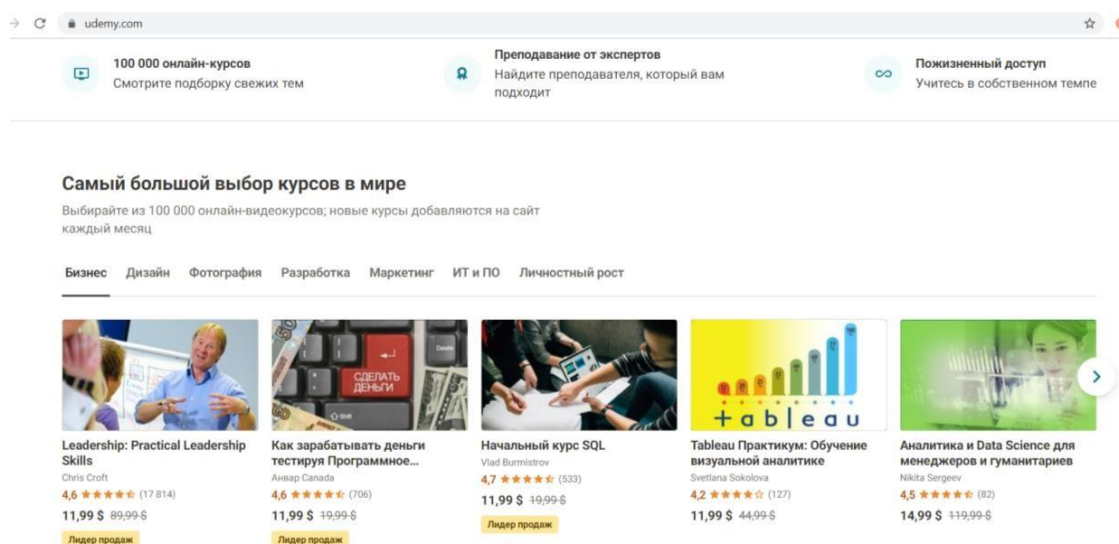 udemy.com
100 000 онлайн-курсов
Смотрите подборку свежих тем
Преподавание от экспертов
Найдите преподавателя, который вам
подходит
Пожизненный доступ
Учитесь в собственном темпе
Самый большой выбор курсов в мире
Выбирайте из 100 000 онлайн-видеокурсов; новые курсы добавляются на сайт
каждый месяц
Бизнес Дизайн Фотография Разработка Маркетинг ИТ и ПО Личностный рост
СДЕЛАТЬ
ДЕНЬГИ
Delete
Shift
+ a b l e a u
Leadership: Practical Leadership
Skills
Chris Croft
4,6 (17 814)
11,99 $ 89,99 $
Лидер продаж
Как зарабатывать деньги
тестируя Программное...
Анвар Canada
4,6 (706)
11,99 $ 19,99 $
Лидер продаж
Начальный курс SQL
Vlad Burmistrov
4,7 (533)
11,99 $ 19,99 $
Лидер продаж
Tableau Практикум: Обучение
визуальной аналитике
Svetlana Sokolova
4,2 (127)
11,99 $ 44,99 $
Аналитика и Data Science для
менеджеров и гуманитариев
Nikita Sergeev
4,5 (82)
14,99 $ 119,99 $